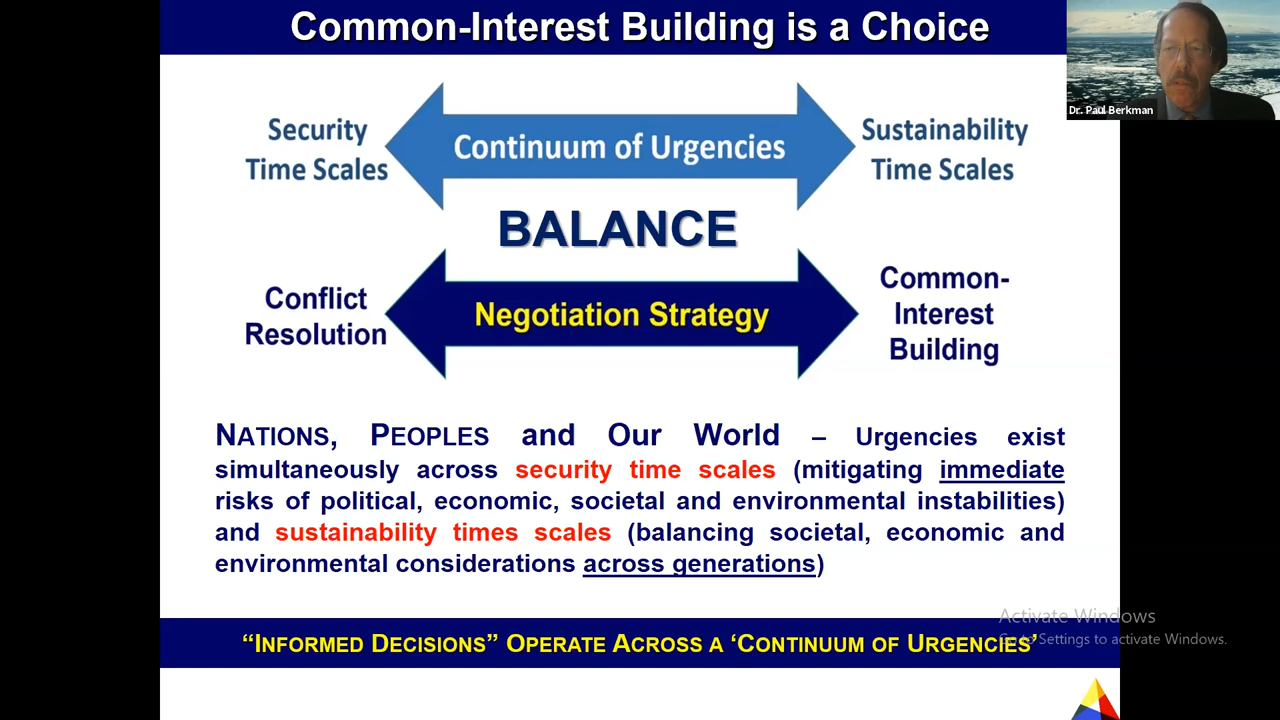 Common-Interest Building is a Choice
Dr. Paul Berkman
Security
Time Scales
Continuum of Urgencies
Sustainability
Time Scales
BALANCE
Conflict
Resolution
Negotiation Strategy
Common-
Interest
Building
NATIONS, PEOPLES and Our World – Urgencies exist
simultaneously across security time scales (mitigating immediate
risks of political, economic, societal and environmental instabilities)
and sustainability times scales (balancing societal, economic and
environmental considerations across generations)
Activate Windows
Go to Settings to activate Windows.
“INFORMED DECISIONS” OPERATE ACROSS A ‘CONTINUUM OF URGENCIES’